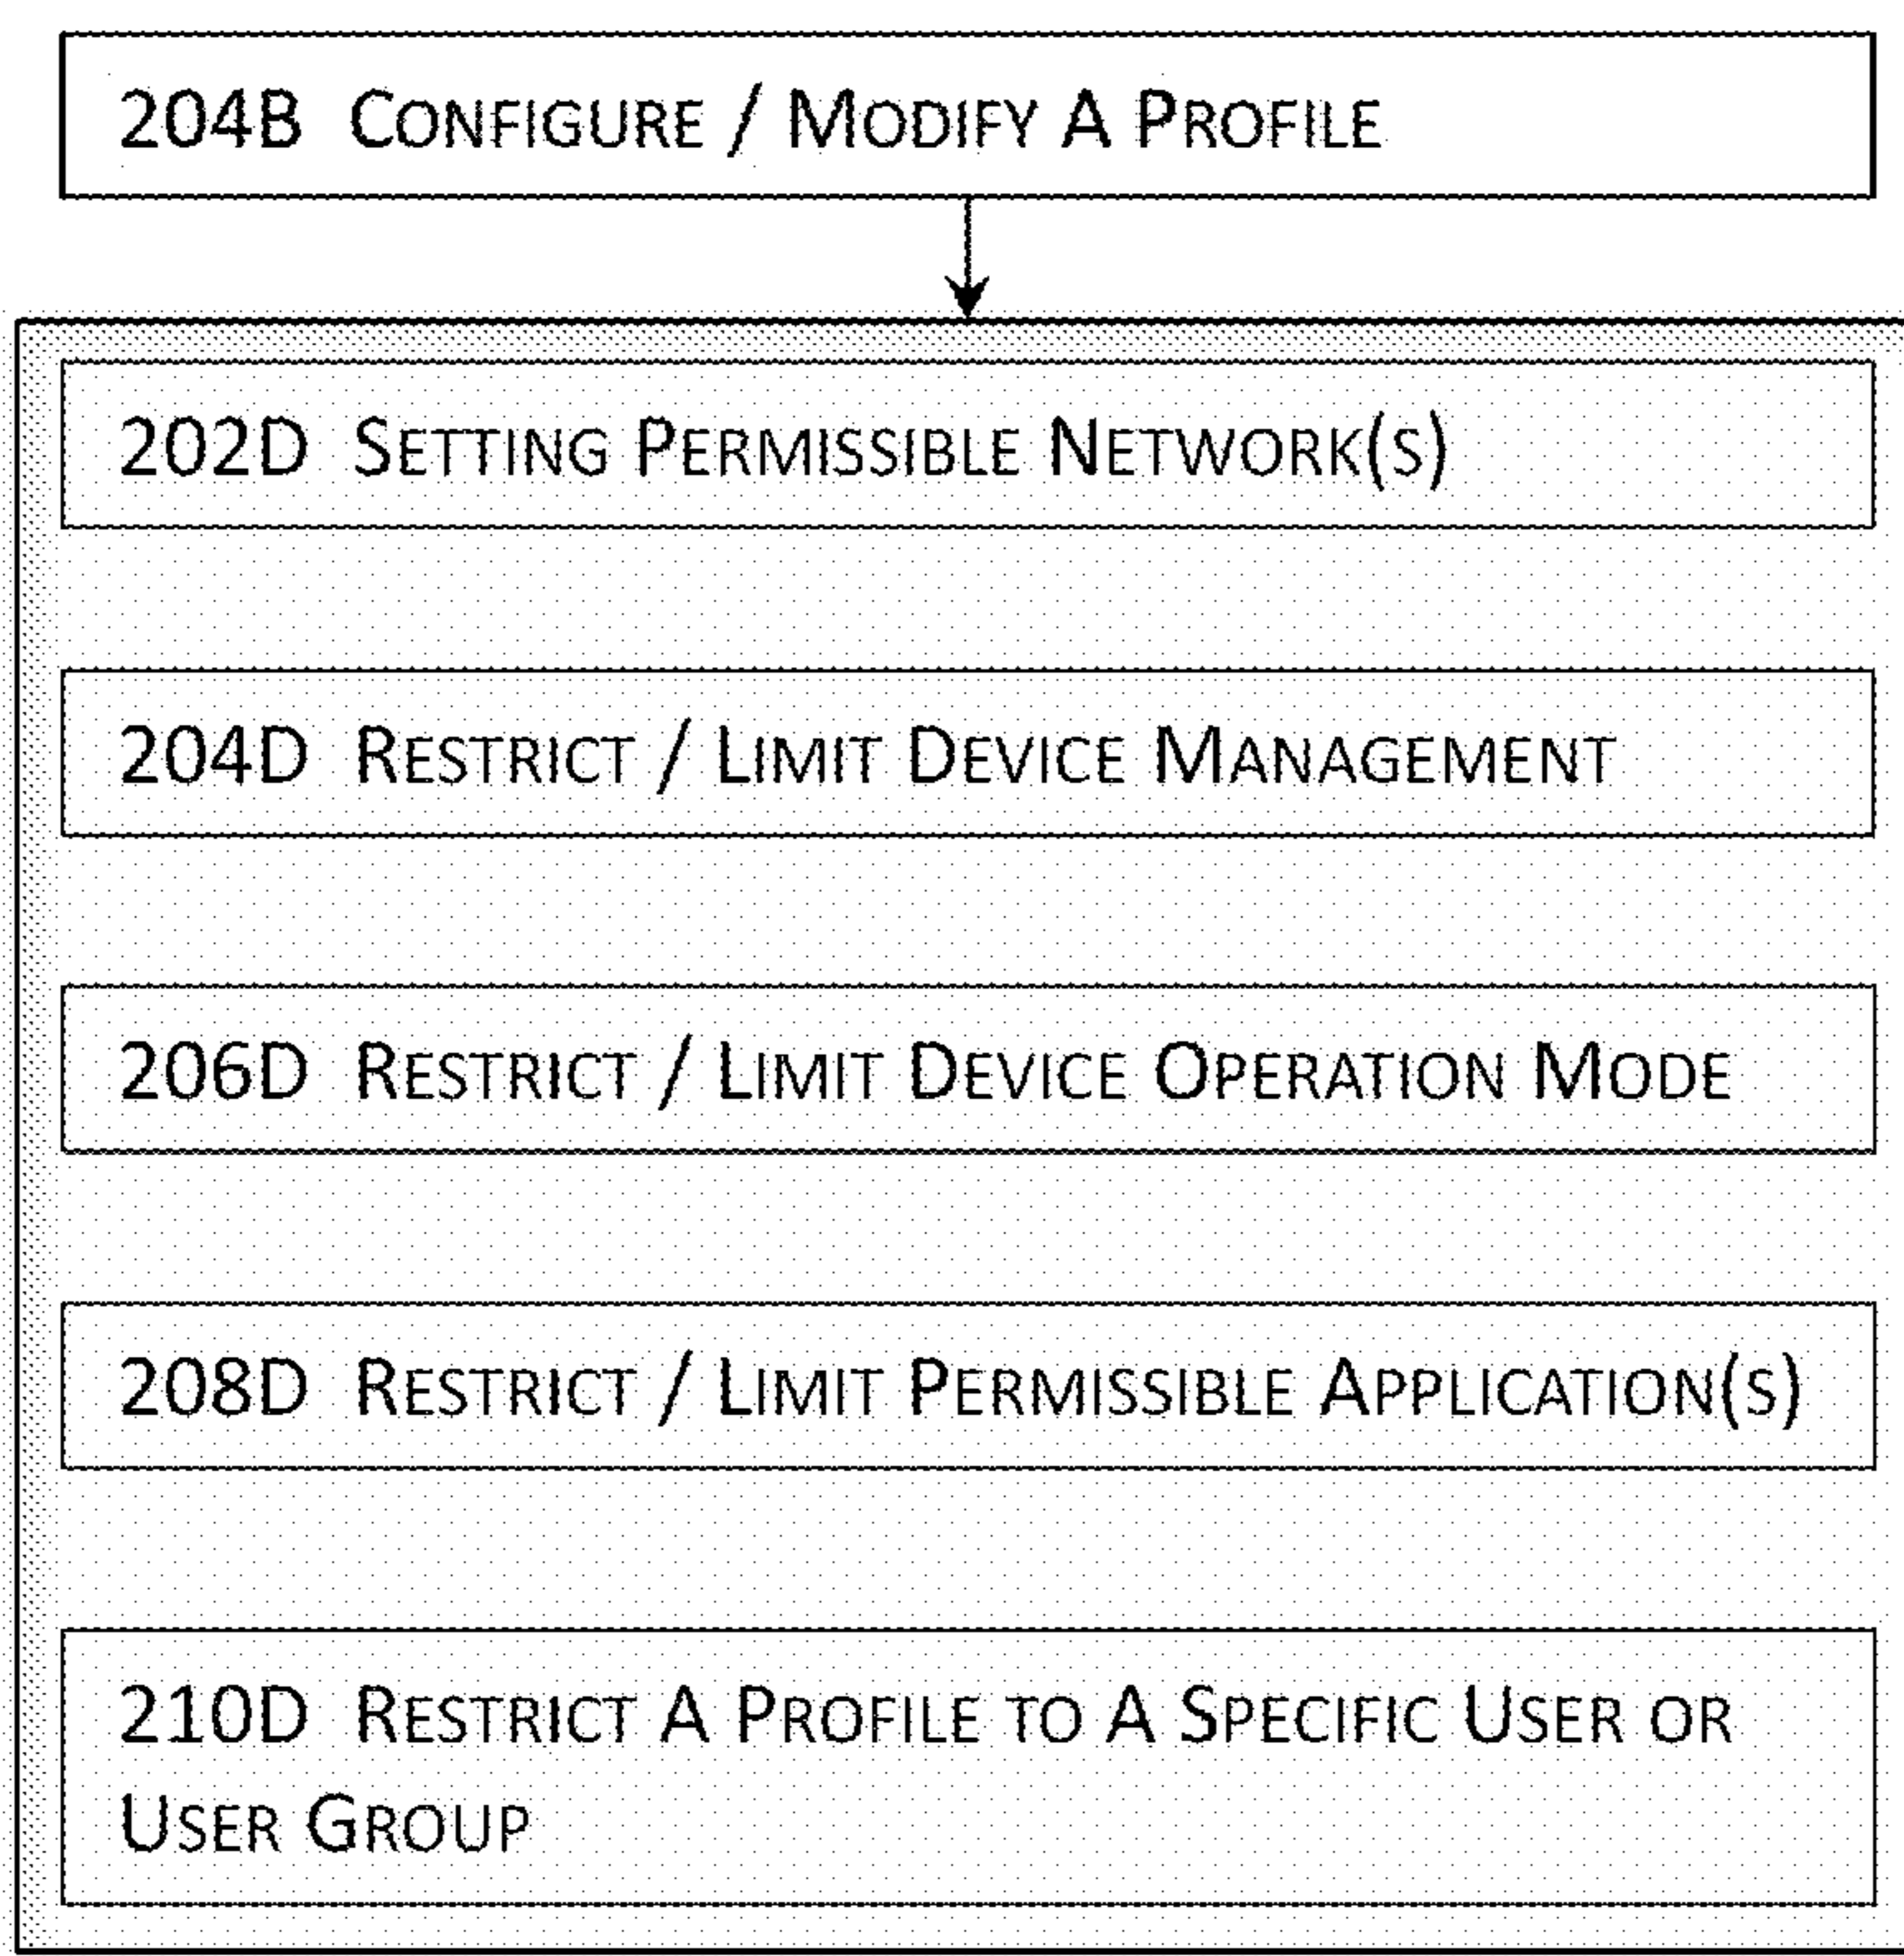 204B Configure / Modify A Profile
202D Setting Permissible Network(s)
204D Restrict / Limit Device Management
206D Restrict / Limit Device Operation Mode
208D Restrict / Limit Permissible Application(s)
210D Restrict A Profile to A Specific User or
User Group